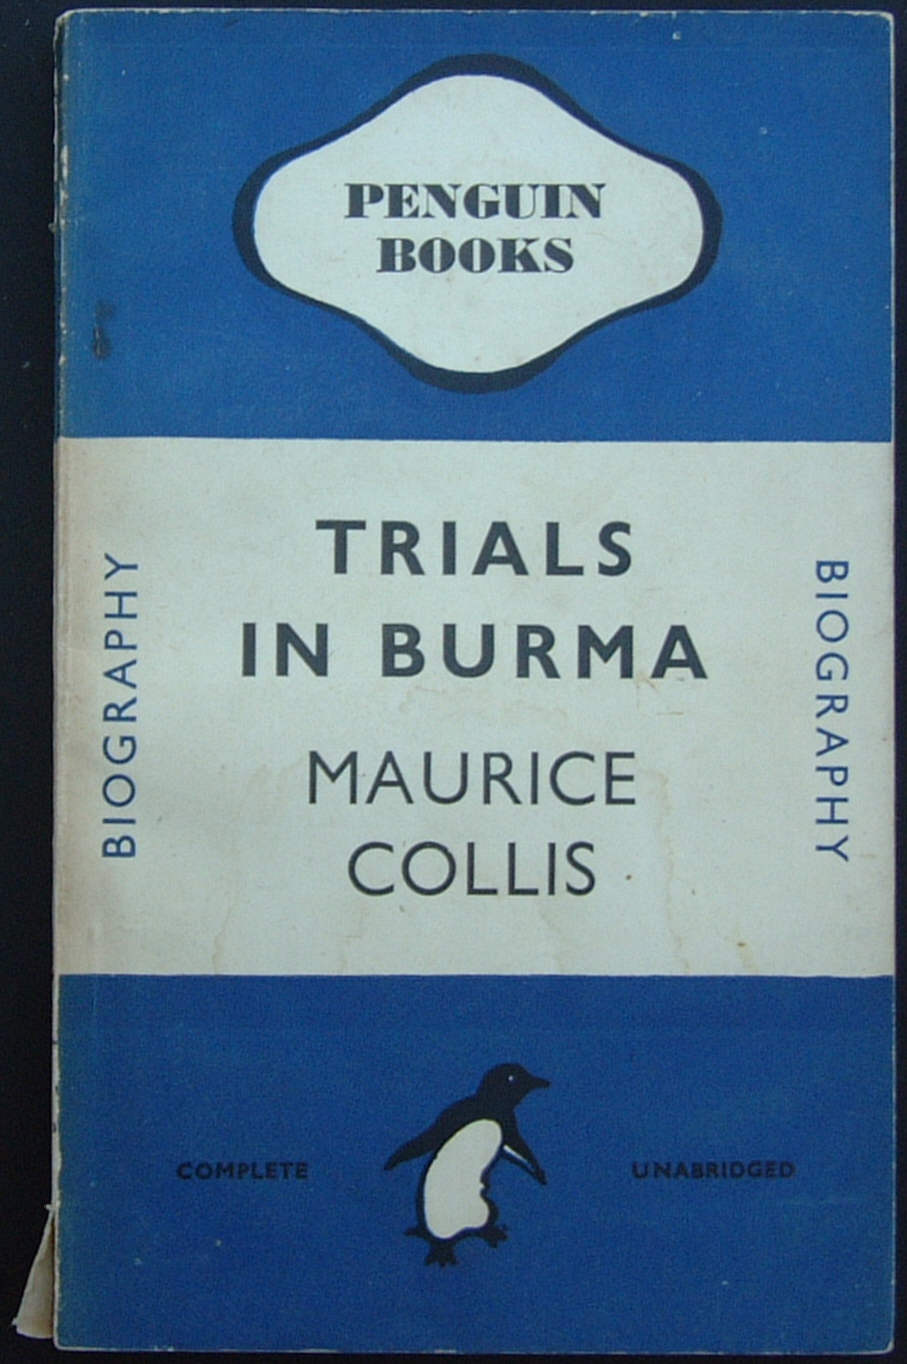 PENGUIN
BOOKS
TRIALS
IN BURMA
MAURICE
COLLIS
BIOGRAPHY
BIOGRAPHY
COMPLETE
UNABRIDGED